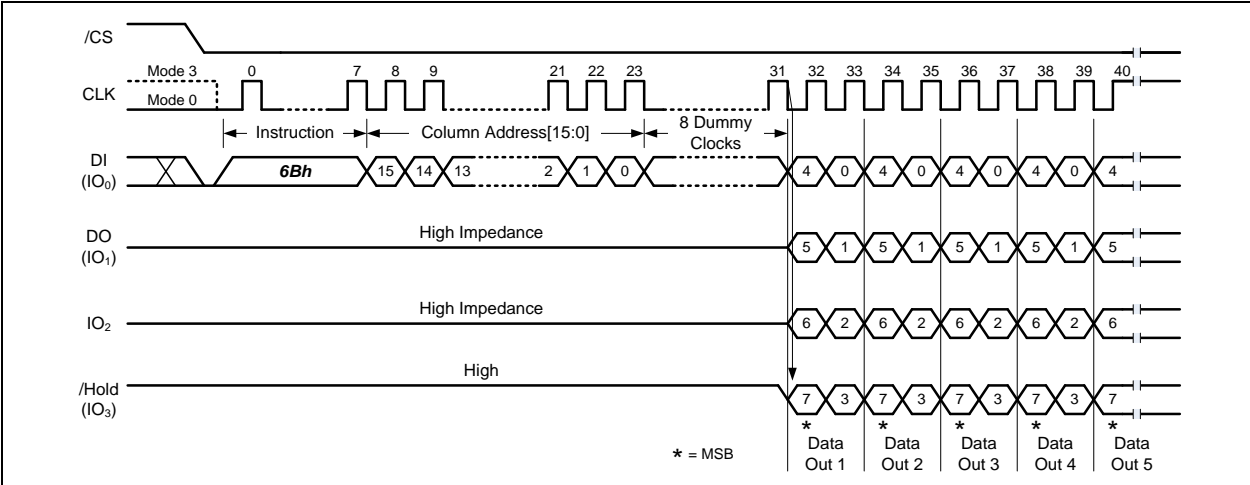 /CS
Mode 3 0 7 8 9 21 22 23 31 32 33 34 35 36 37 38 39 40
CLK
Mode 0
Instruction Column Address[15:0] 8 Dummy
Clocks
DI
(IO₀)
6Bh 15 14 13 2 1 0 4 0 4 0 4 0 4 0 4
High Impedance
DO
(IO₁)
5 1 5 1 5 1 5 1 5
High Impedance
IO₂ 6 2 6 2 6 2 6 2 6
High
/Hold
(IO₃)
7 3 7 3 7 3 7 3 7
* * * * *
* = MSB
Data
Out 1
Data
Out 2
Data
Out 3
Data
Out 4
Data
Out 5